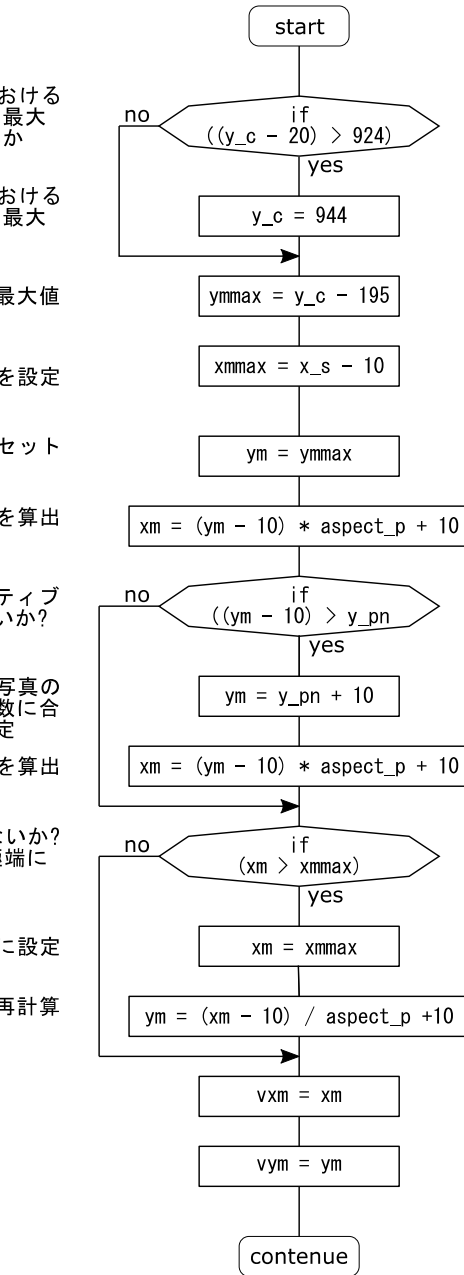 start
おける
最大
か
no
if
((y_c - 20) > 924)
yes
おける
最大
y_c = 944
最大値
ymmax = y_c - 195
を設定
xmmax = x_s - 10
セット
ym = ymmax
を算出
xm = (ym - 10) * aspect_p + 10
ティブ
いか?
no
if
((ym - 10) > y_pn
yes
写真の
数に合
定
ym = y_pn + 10
を算出
xm = (ym - 10) * aspect_p + 10
いか?
端に
no
if
(xm > xmmax)
yes
に設定
xm = xmmax
再計算
ym = (xm - 10) / aspect_p +10
vxm = xm
vym = ym
contenue